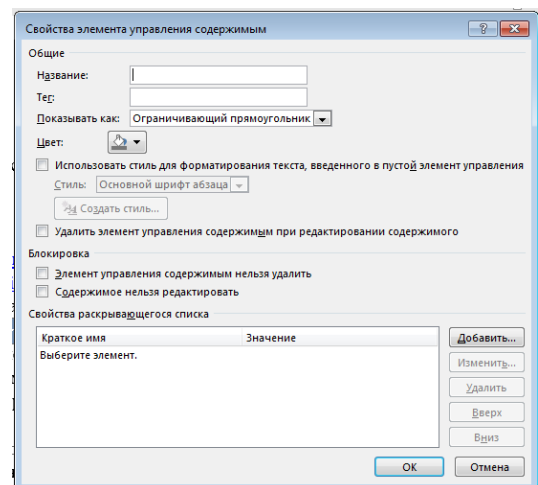 Свойства элемента управления содержимым
Общие
Название:
Тег:
Показывать как: Ограничивающий прямоугольник
Цвет:
Использовать стиль для форматирования текста, введенного в пустой элемент управления
Стиль: Основной шрифт абзаца
Создать стиль...
Удалить элемент управления содержимым при редактировании содержимого
Блокировка
Элемент управления содержимым нельзя удалить
Содержимое нельзя редактировать
Свойства раскрывающегося списка
Краткое имя Значение Добавить...
Выберите элемент.
Изменить...
Удалить
Вверх
Вниз
ОК Отмена